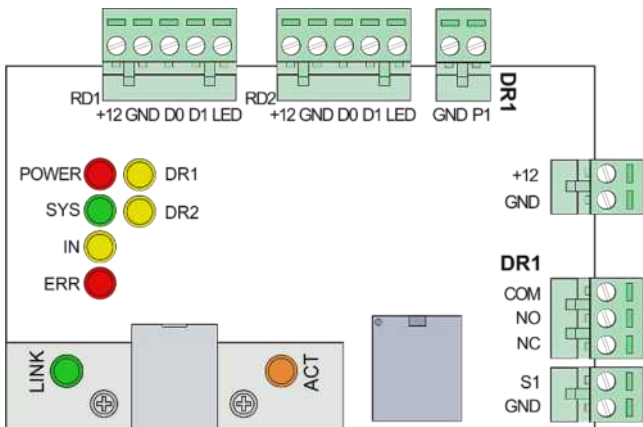 RD1
+12 GND D0 D1 LED
RD2
+12 GND D0 D1 LED
GND P1
DR1
POWER
DR1
SYS
DR2
IN
ERR
+12
GND
DR1
COM
NO
NC
S1
GND
LINK
ACT